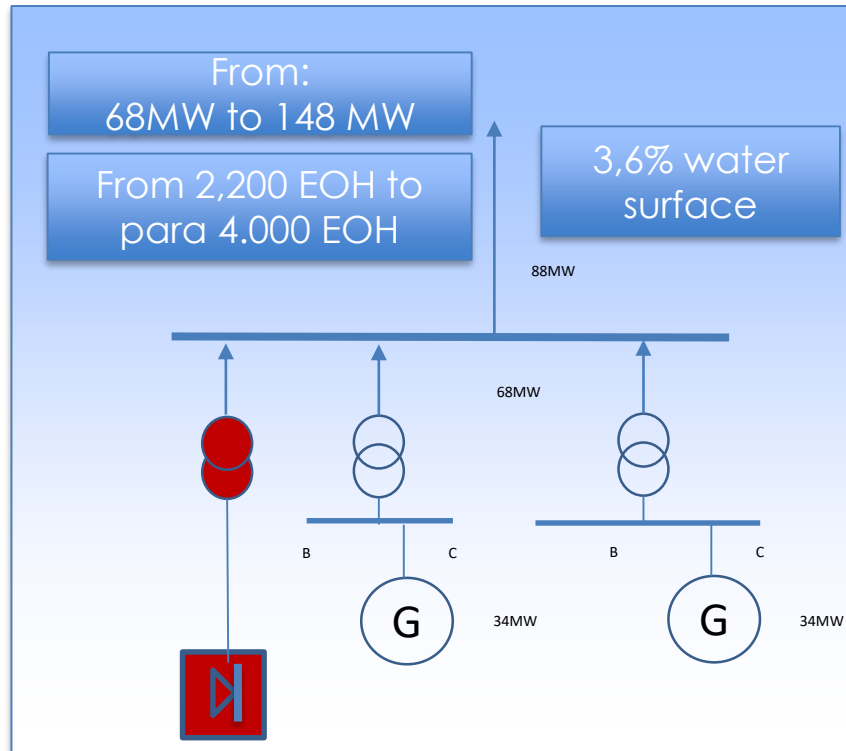 From:
68MW to 148 MW
From 2,200 EOH to
para 4.000 EOH
3,6% water
surface
88MW
68MW
B
C
B
C
G
34MW
G
34MW